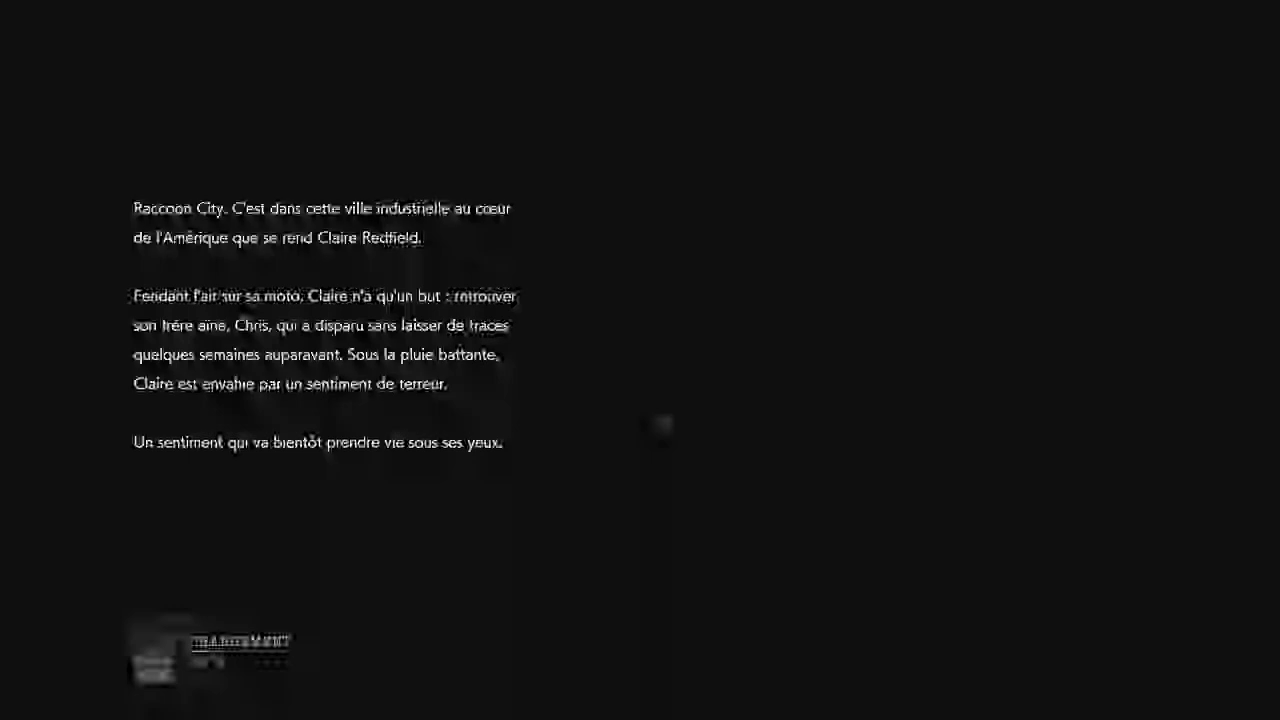 Raccoon City. C'est dans cette ville industrielle au cœur
de l'Amérique que se rend Claire Redfield.
Fendant l'air sur sa moto, Claire n'a qu'un but : retrouver
son frère aîné, Chris, qui a disparu sans laisser de traces
quelques semaines auparavant. Sous la pluie battante,
Claire est envahie par un sentiment de terreur.
Un sentiment qui va bientôt prendre vie sous ses yeux.